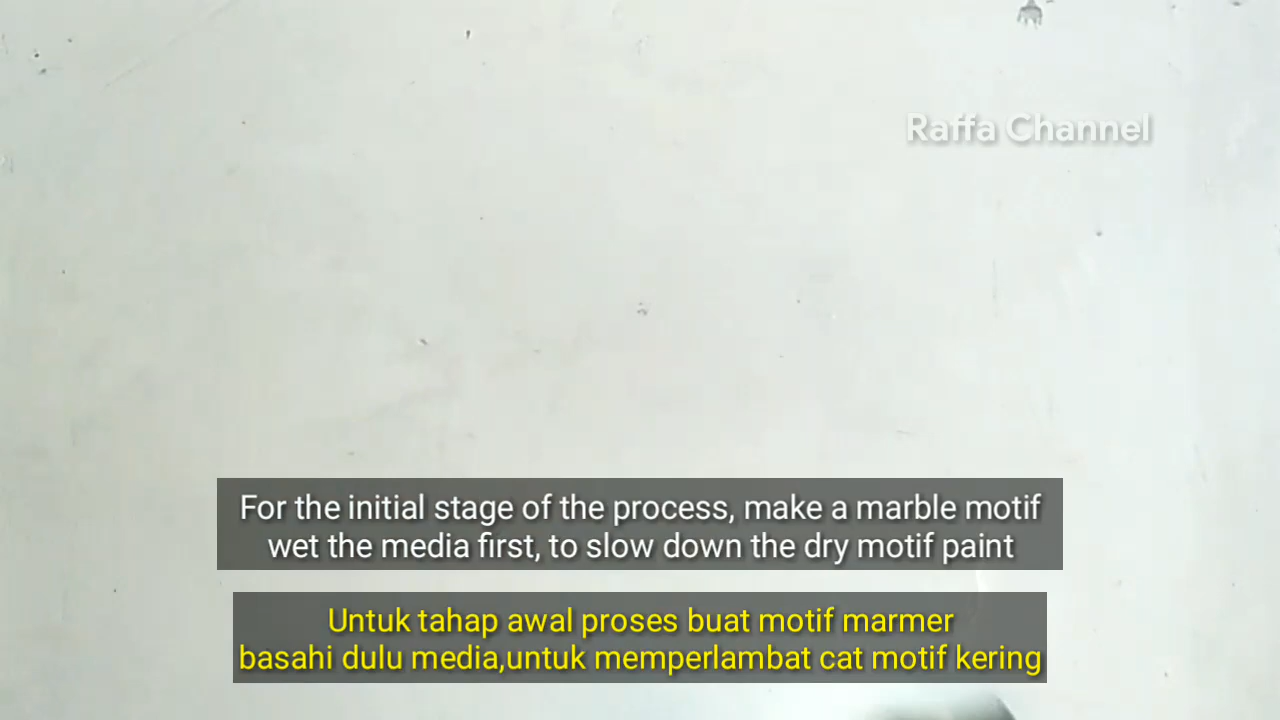 Raffa Channel
For the initial stage of the process, make a marble motif
wet the media first, to slow down the dry motif paint
Untuk tahap awal proses buat motif marmer
basahi dulu media,untuk memperlambat cat motif kering